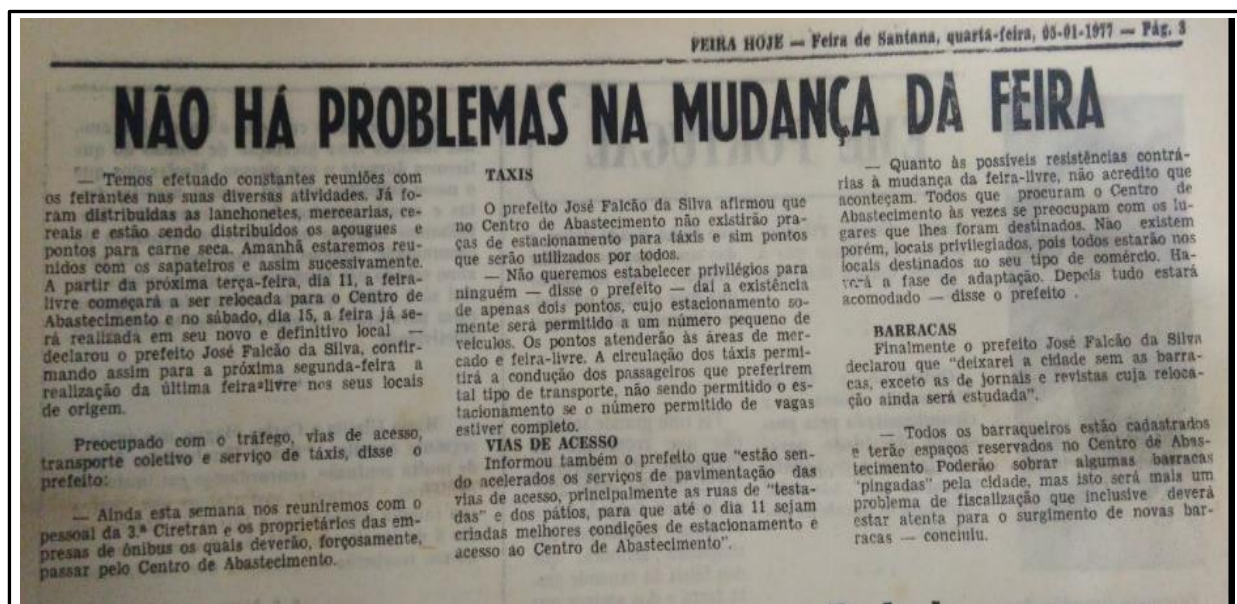 FEIRA HOJE — Feira de Santana, quarta-feira, 05-01-1977 — Pág. 3
NÃO HÁ PROBLEMAS NA MUDANÇA DA FEIRA
— Temos efetuado constantes reuniões com
os feirantes nas suas diversas atividades. Já fo-
ram distribuidas as lanchonetes, mercearias, ce-
reais e estão sendo distribuídos os açougues e
pontos para carne seca. Amanhã estaremos reu-
nidos com os sapateiros e assim sucessivamente.
A partir da próxima terça-feira, dia 11, a feira-
livre começará a ser relocada para o Centro de
Abastecimento e no sábado, dia 15, a feira já se-
rá realizada em seu novo e definitivo local —
declarou o prefeito José Falcão da Silva, confir-
mando assim para a próxima segunda-feira a
realização da última feira-livre nos seus locais
de origem.
Preocupado com o tráfego, vias de acesso,
transporte coletivo e serviço de táxis, disse o
prefeito:
— Ainda esta semana nos reuniremos com o
pessoal da 3.ª Ciretran e os proprietários das em-
presas de ônibus os quais deverão, forçosamente,
passar pelo Centro de Abastecimento.
TAXIS
O prefeito José Falcão da Silva afirmou que
no Centro de Abastecimento não existirão pra-
ças de estacionamento para táxis e sim pontos
que serão utilizados por todos.
— Não queremos estabelecer privilégios para
ninguém — disse o prefeito — daí a existência
de apenas dois pontos, cujo estacionamento so-
mente será permitido a um número pequeno de
veículos. Os pontos atenderão às áreas de mer-
cado e feira-livre. A circulação dos táxis permi-
tirá a condução dos passageiros que preferirem
tal tipo de transporte, não sendo permitido o es-
tacionamento se o número permitido de vagas
estiver completo.
VIAS DE ACESSO
Informou também o prefeito que "estão sen-
do acelerados os serviços de pavimentação das
vias de acesso, principalmente as ruas de "testa-
das" e dos pátios, para que até o dia 11 sejam
criadas melhores condições de estacionamento e
acesso ao Centro de Abastecimento".
— Quanto às possíveis resistências contrá-
rias à mudança da feira-livre, não acredito que
aconteçam. Todos que procuram o Centro de
Abastecimento às vezes se preocupam com os lu-
gares que lhes foram destinados. Não existem
porém, locais privilegiados, pois todos estarão nos
locais destinados ao seu tipo de comércio. Ha-
verá a fase de adaptação. Depois tudo estará
acomodado — disse o prefeito .
BARRACAS
Finalmente o prefeito José Falcão da Silva
declarou que "deixarei a cidade sem as barra-
cas, exceto as de jornais e revistas cuja reloca-
ção ainda será estudada".
— Todos os barraqueiros estão cadastrados
e terão espaços reservados no Centro de Abas-
tecimento Poderão sobrar algumas barracas
"pingadas" pela cidade, mas isto será mais um
problema de fiscalização que inclusive deverá
estar atenta para o surgimento de novas bar-
racas — concluiu.